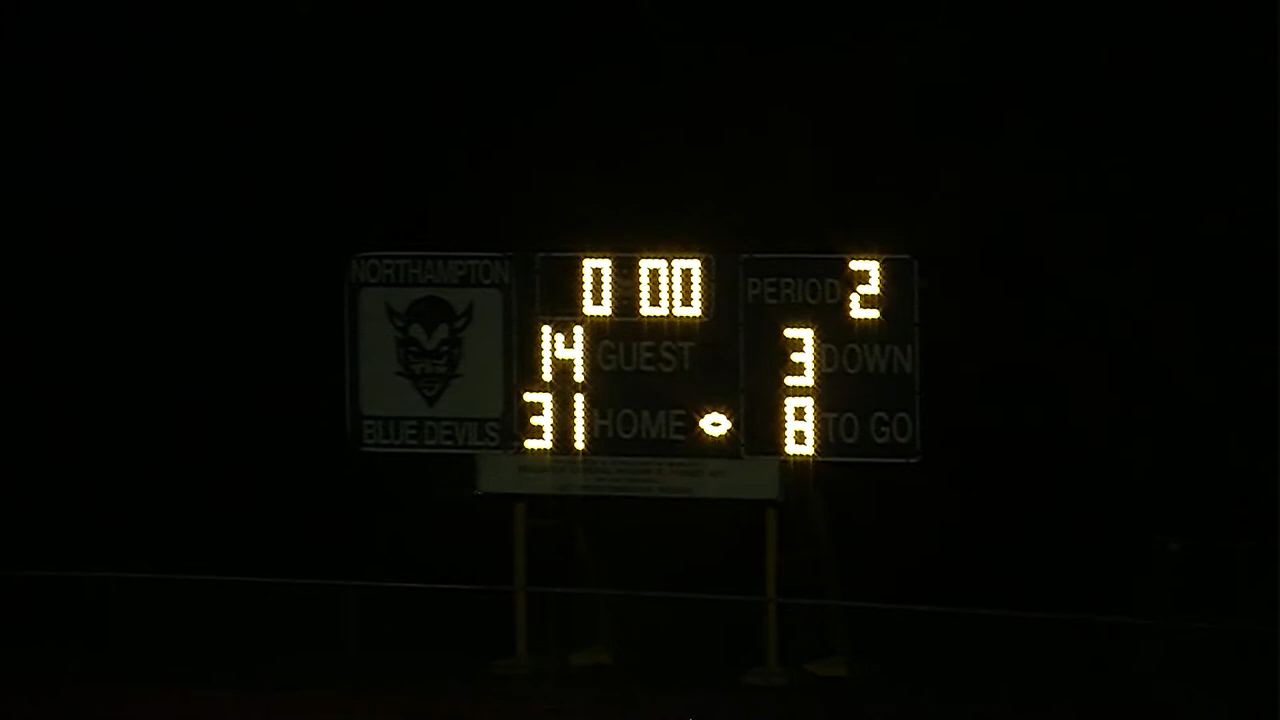 NORTHAMPTON
BLUE DEVILS
0:00
PERIOD 2
14 GUEST
3 DOWN
31 HOME
8 TO GO